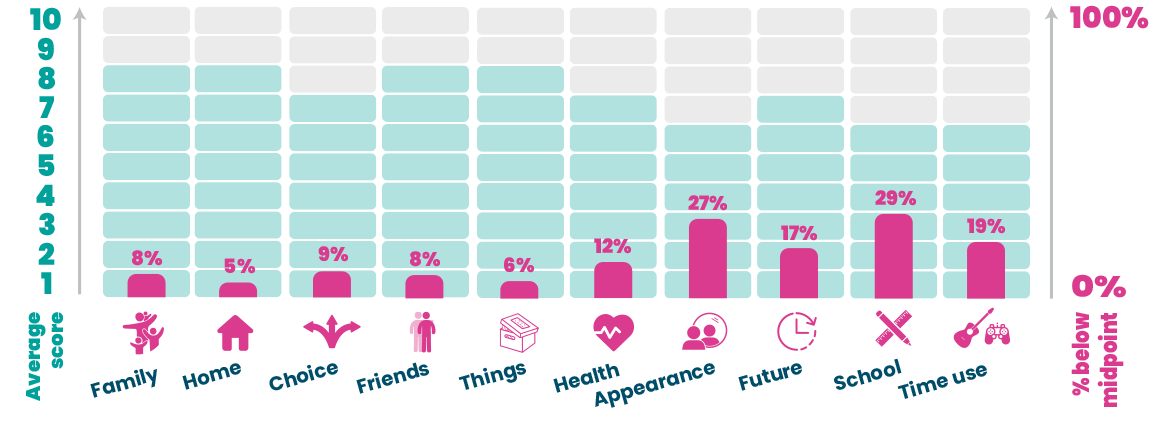 10
9
8
7
6
5
4
3
2
1
Average
score
100%
0%
% below
midpoint
8%
5%
9%
8%
6%
12%
27%
17%
29%
19%
Family
Home
Choice
Friends
Things
Health
Appearance
Future
School
Time use